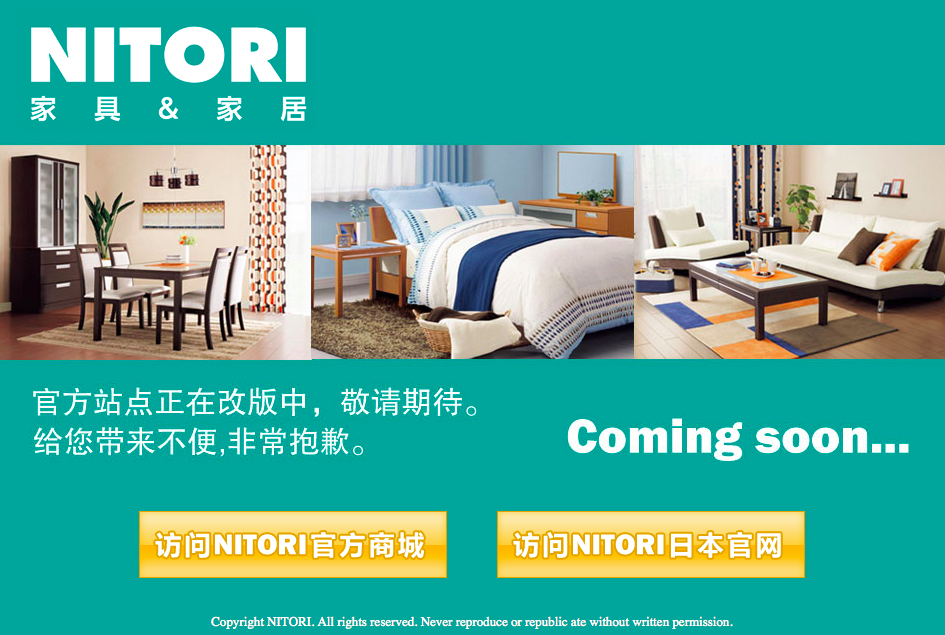 NITORI
家具&家居
官方站点正在改版中，敬请期待。
给您带来不便,非常抱歉。
Coming soon...
访问NITORI官方商城
访问NITORI日本官网
Copyright NITORI. All rights reserved. Never reproduce or republic ate without written permission.